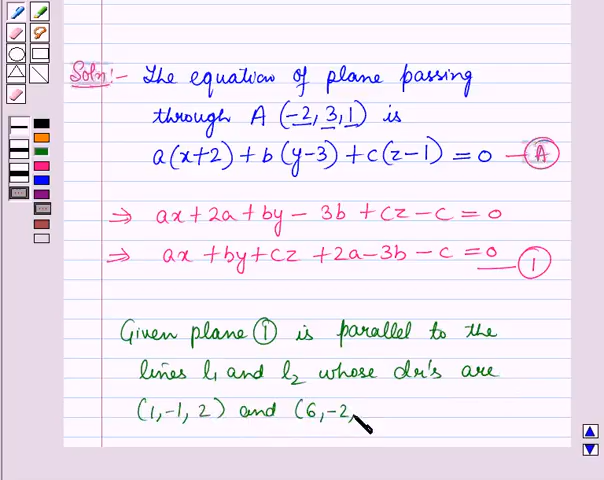 Soln:- The equation of plane passing
through A (-2, 3, 1) is
a(x+2) + b(y-3) + c(z-1) = 0 — A
⇒ ax + 2a + by - 3b + cz - c = 0
⇒ ax + by + cz + 2a - 3b - c = 0 — 1
Given plane 1 is parallel to the
lines l1 and l2 whose dr's are
(1, -1, 2) and (6, -2,